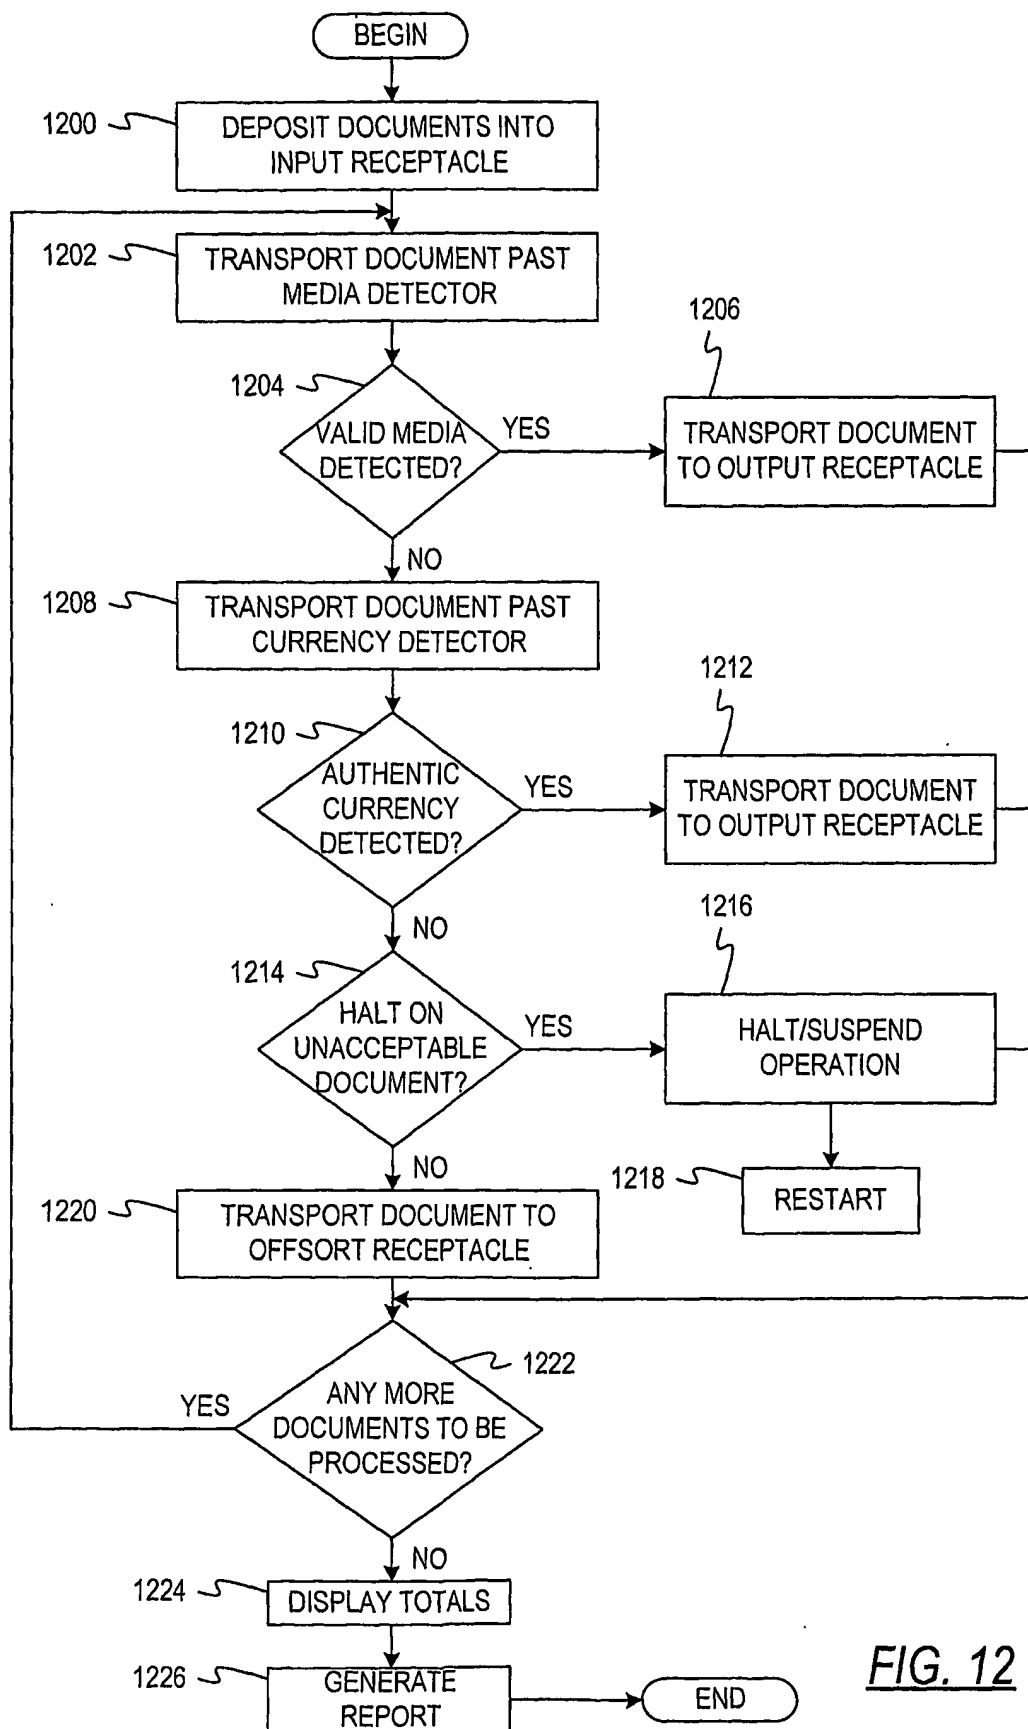 BEGIN
1200
DEPOSIT DOCUMENTS INTO
INPUT RECEPTACLE
1202
TRANSPORT DOCUMENT PAST
MEDIA DETECTOR
1204
VALID MEDIA
DETECTED?
YES
1206
TRANSPORT DOCUMENT
TO OUTPUT RECEPTACLE
NO
1208
TRANSPORT DOCUMENT PAST
CURRENCY DETECTOR
1210
AUTHENTIC
CURRENCY
DETECTED?
YES
1212
TRANSPORT DOCUMENT
TO OUTPUT RECEPTACLE
NO
1214
HALT ON
UNACCEPTABLE
DOCUMENT?
YES
1216
HALT/SUSPEND
OPERATION
1218
RESTART
NO
1220
TRANSPORT DOCUMENT TO
OFFSORT RECEPTACLE
1222
ANY MORE
DOCUMENTS TO BE
PROCESSED?
YES
NO
1224
DISPLAY TOTALS
1226
GENERATE
REPORT
END
FIG. 12